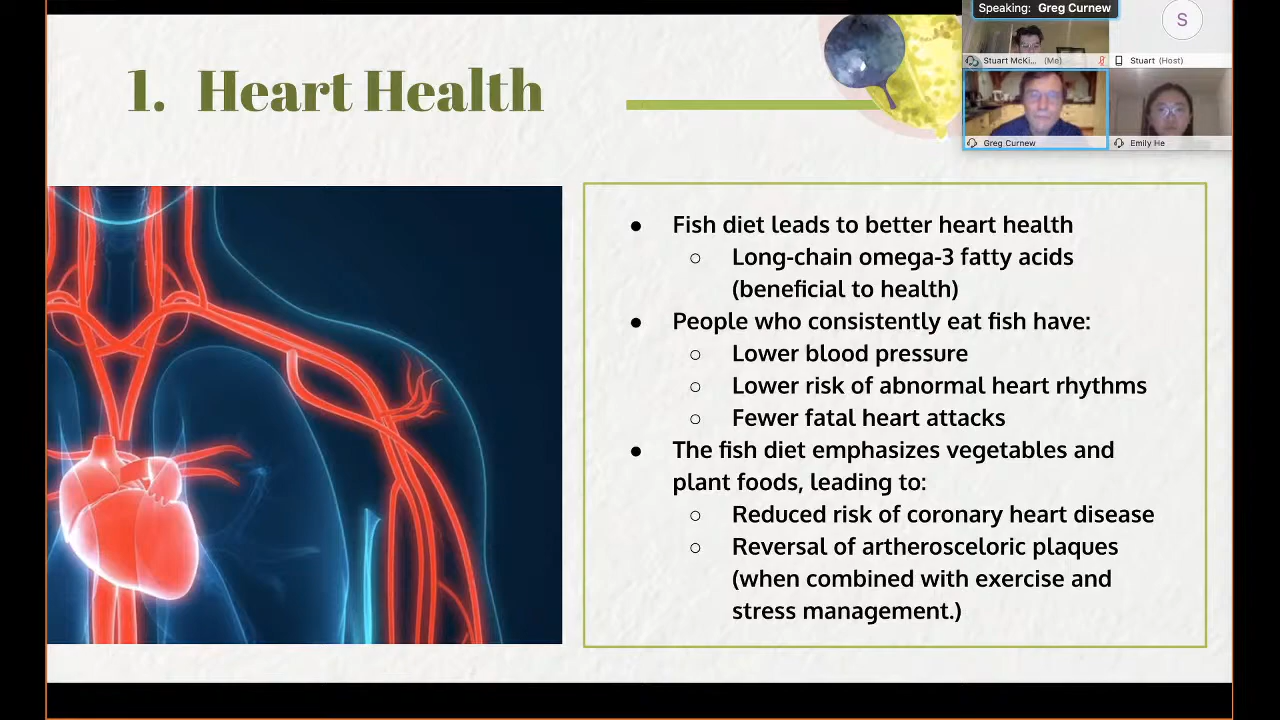 Speaking: Greg Curnew
S
Stuart McKi... (Me)
Stuart (Host)
Greg Curnew
Emily He
1. Heart Health
● Fish diet leads to better heart health
○ Long-chain omega-3 fatty acids
(beneficial to health)
● People who consistently eat fish have:
○ Lower blood pressure
○ Lower risk of abnormal heart rhythms
○ Fewer fatal heart attacks
● The fish diet emphasizes vegetables and
plant foods, leading to:
○ Reduced risk of coronary heart disease
○ Reversal of artherosceloric plaques
(when combined with exercise and
stress management.)